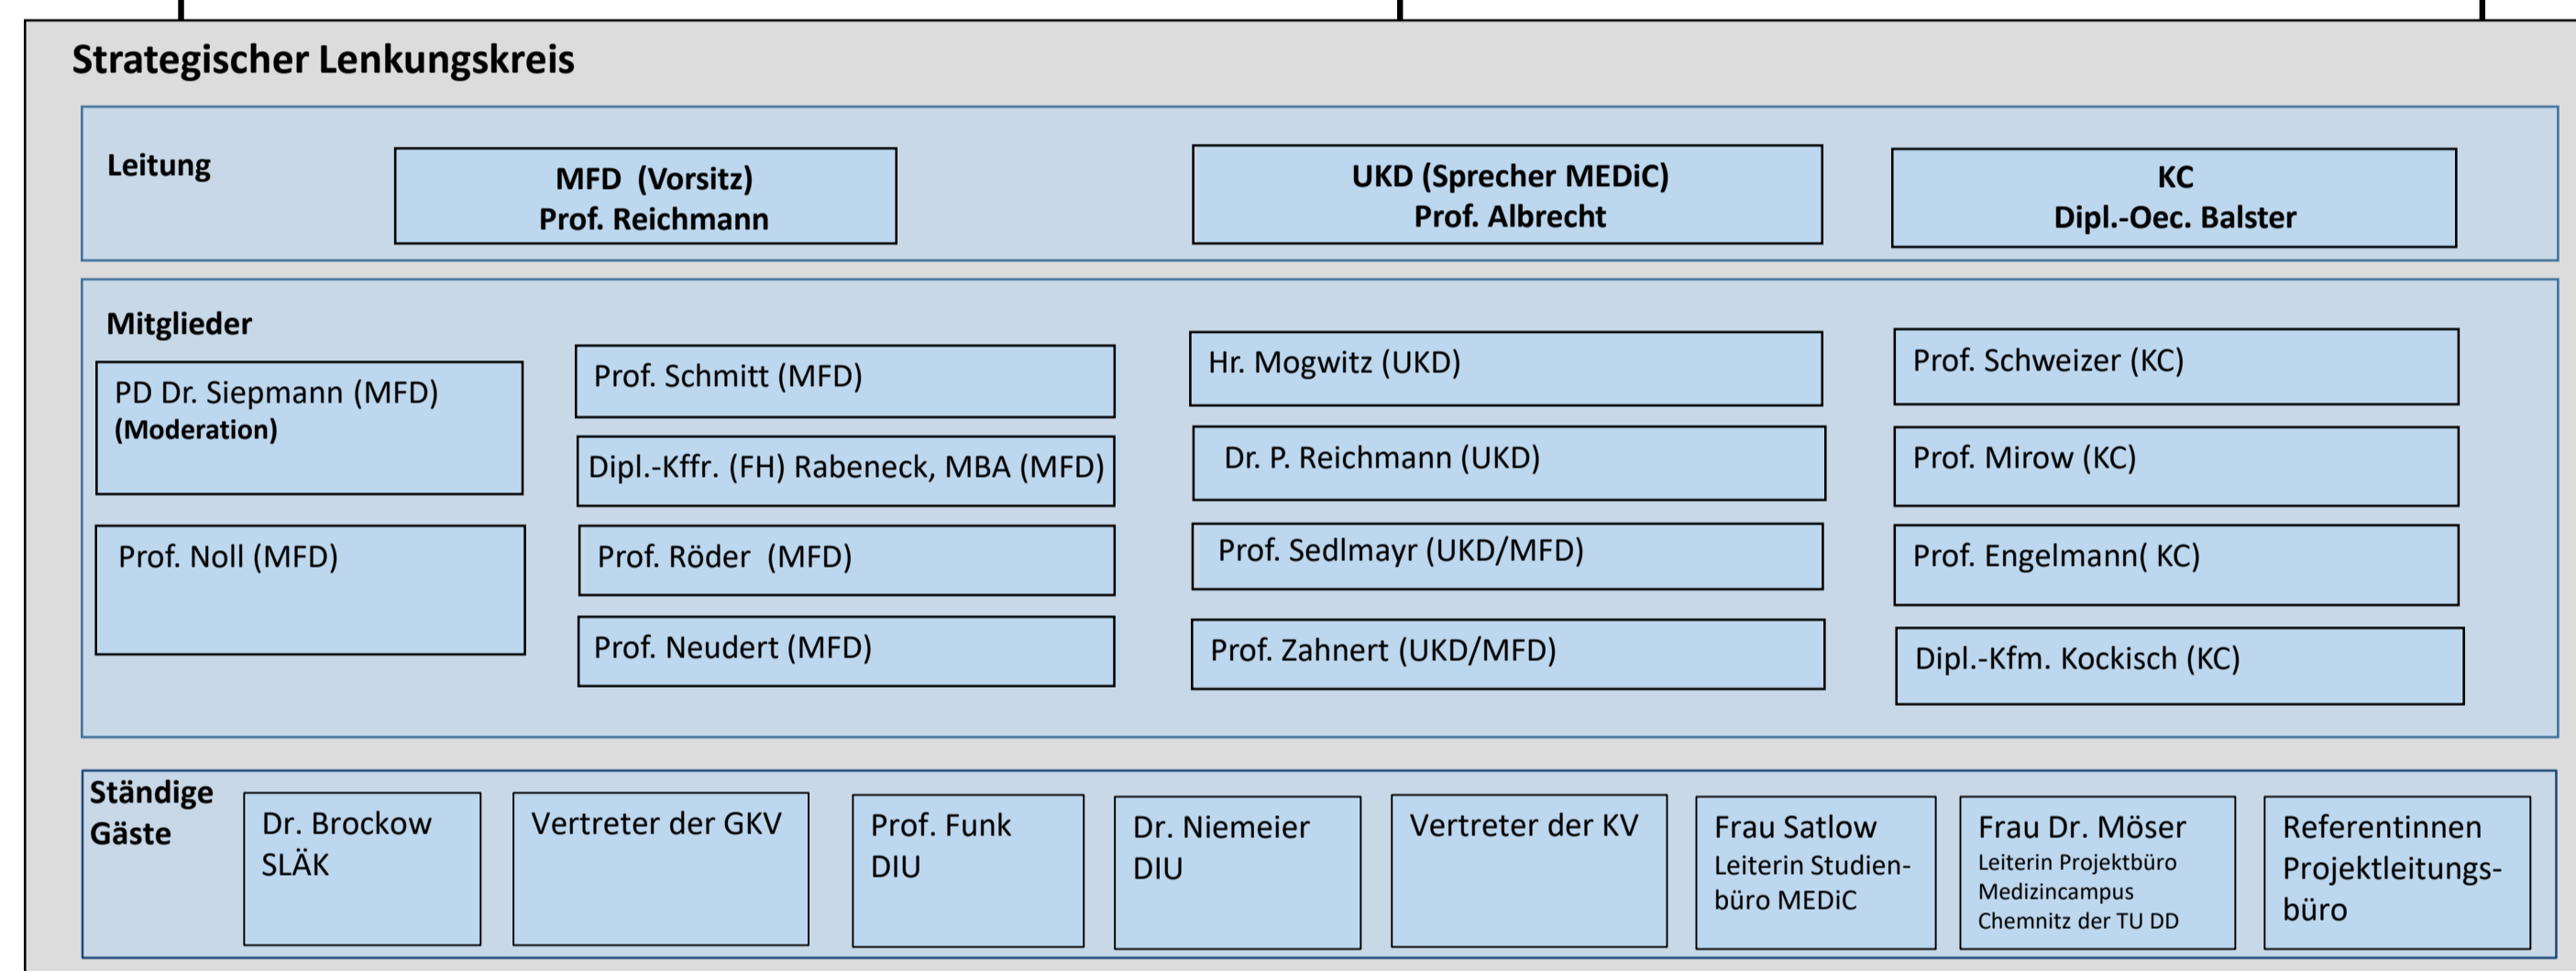 Strategischer Lenkungskreis
Leitung
MFD (Vorsitz)
Prof. Reichmann
UKD (Sprecher MEDiC)
Prof. Albrecht
KC
Dipl.-Oec. Balster
Mitglieder
PD Dr. Siepmann (MFD)
(Moderation)
Prof. Noll (MFD)
Prof. Schmitt (MFD)
Dipl.-Kffr. (FH) Rabeneck, MBA (MFD)
Prof. Röder (MFD)
Prof. Neudert (MFD)
Hr. Mogwitz (UKD)
Dr. P. Reichmann (UKD)
Prof. Sedlmayr (UKD/MFD)
Prof. Zahnert (UKD/MFD)
Prof. Schweizer (KC)
Prof. Mirow (KC)
Prof. Engelmann( KC)
Dipl.-Kfm. Kockisch (KC)
Ständige
Gäste
Dr. Brockow
SLÄK
Vertreter der GKV
Prof. Funk
DIU
Dr. Niemeier
DIU
Vertreter der KV
Frau Satlow
Leiterin Studien-
büro MEDiC
Frau Dr. Möser
Leiterin Projektbüro
Medizincampus
Chemnitz der TU DD
Referentinnen
Projektleitungs-
büro